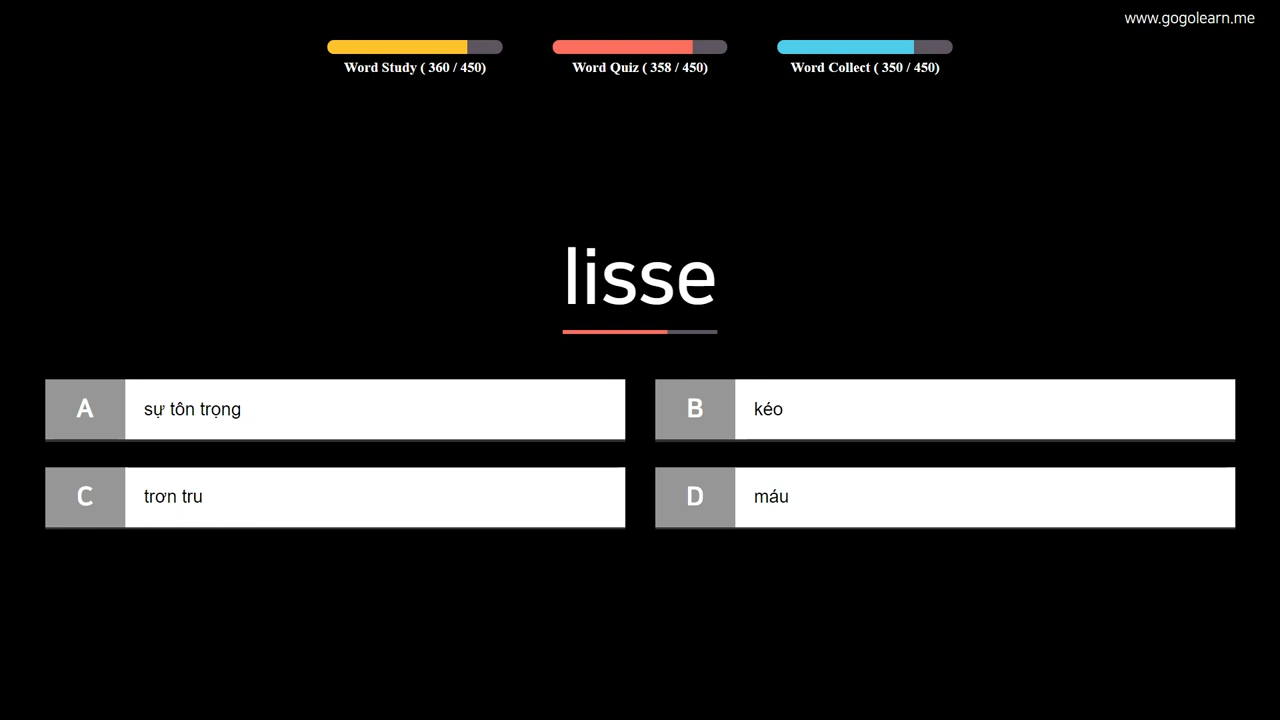 www.gogolearn.me
Word Study ( 360 / 450)
Word Quiz ( 358 / 450)
Word Collect ( 350 / 450)
lisse
A
sự tôn trọng
B
kéo
C
trơn tru
D
máu